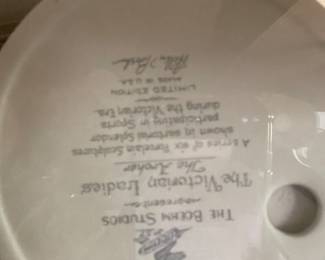 THE BOEHM STUDIOS
represents
The Victorian Ladies
The Archer
A series of six Porcelain Sculptures
shown in sartorial Splendor
participating in Sports
during the Victorian Era.
LIMITED EDITION
MADE IN U.S.A.